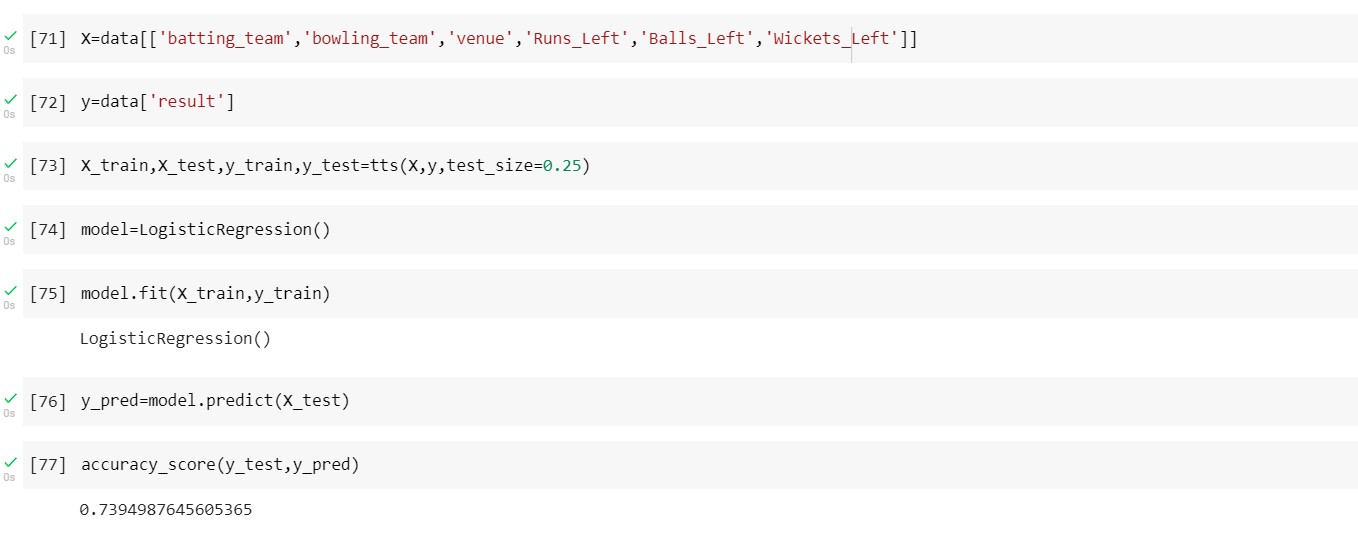 [71] X=data[['batting_team','bowling_team','venue','Runs_Left','Balls_Left','Wickets_Left']]
0s
[72] y=data['result']
0s
[73] X_train,X_test,y_train,y_test=tts(X,y,test_size=0.25)
0s
[74] model=LogisticRegression()
0s
[75] model.fit(X_train,y_train)
0s
LogisticRegression()
[76] y_pred=model.predict(X_test)
0s
[77] accuracy_score(y_test,y_pred)
0s
0.7394987645605365